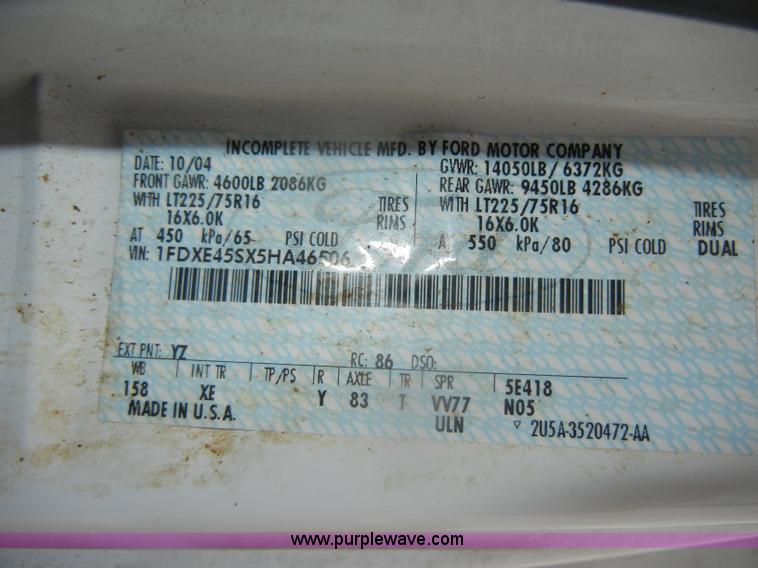 INCOMPLETE VEHICLE MFD. BY FORD MOTOR COMPANY
DATE: 10/04 GVWR: 14050LB/ 6372KG
FRONT GAWR: 4600LB 2086KG REAR GAWR: 9450LB 4286KG
WITH LT225/75R16 TIRES WITH LT225/75R16 TIRES
16X6.0K RIMS 16X6.0K RIMS
AT 450 kPa/65 PSI COLD A 550 kPa/80 PSI COLD DUAL
VIN: 1FDXE45SX5HA46506
EXT PNT: YZ RC: 86 DSO:
WB INT TR TP/PS R AXLE TR SPR 5E418
158 XE Y 83 T VV77 N05
MADE IN U.S.A. ULN ▽ 2U5A-3520472-AA
www.purplewave.com